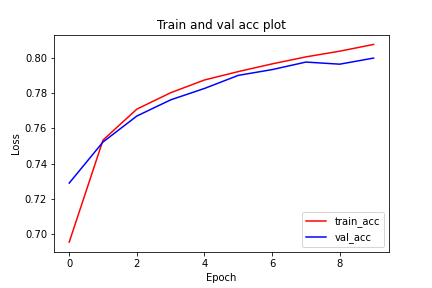 Train and val acc plot
Loss
0.80
0.78
0.76
0.74
0.72
0.70
0
2
4
6
8
Epoch
train_acc
val_acc